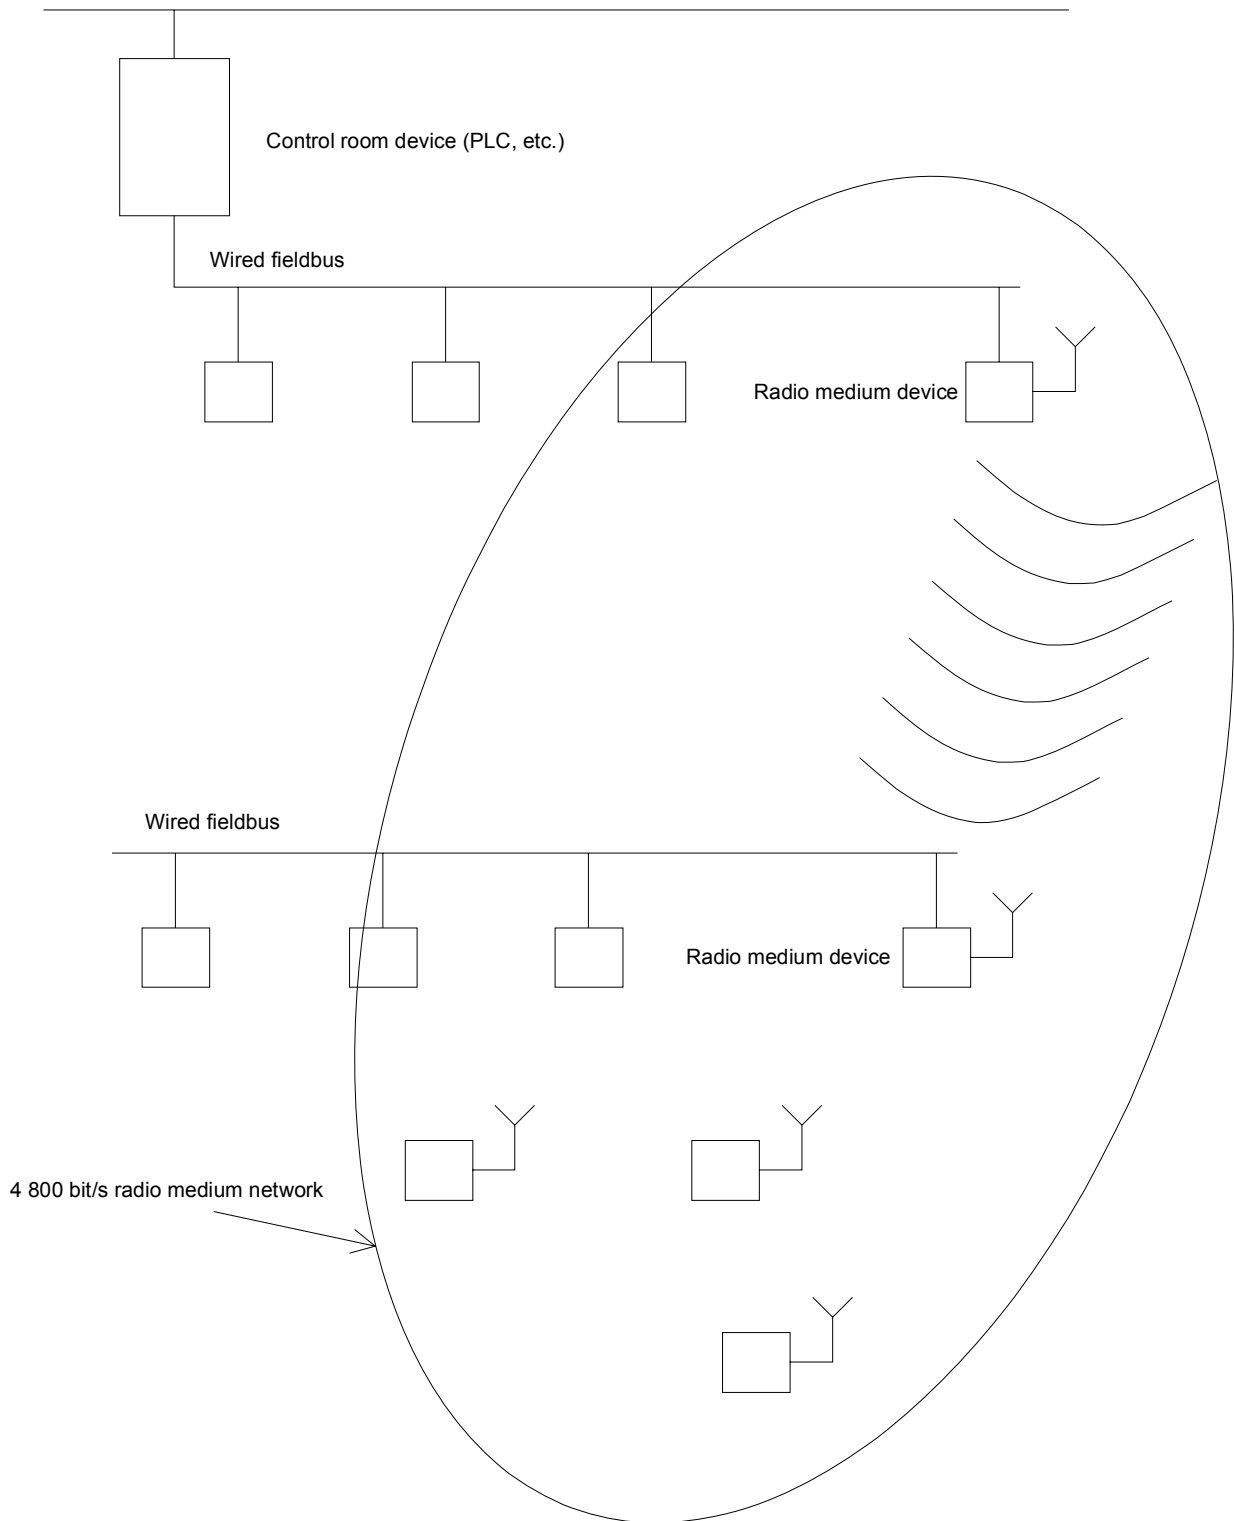 Control room device (PLC, etc.)
Wired fieldbus
Radio medium device
Wired fieldbus
Radio medium device
4 800 bit/s radio medium network